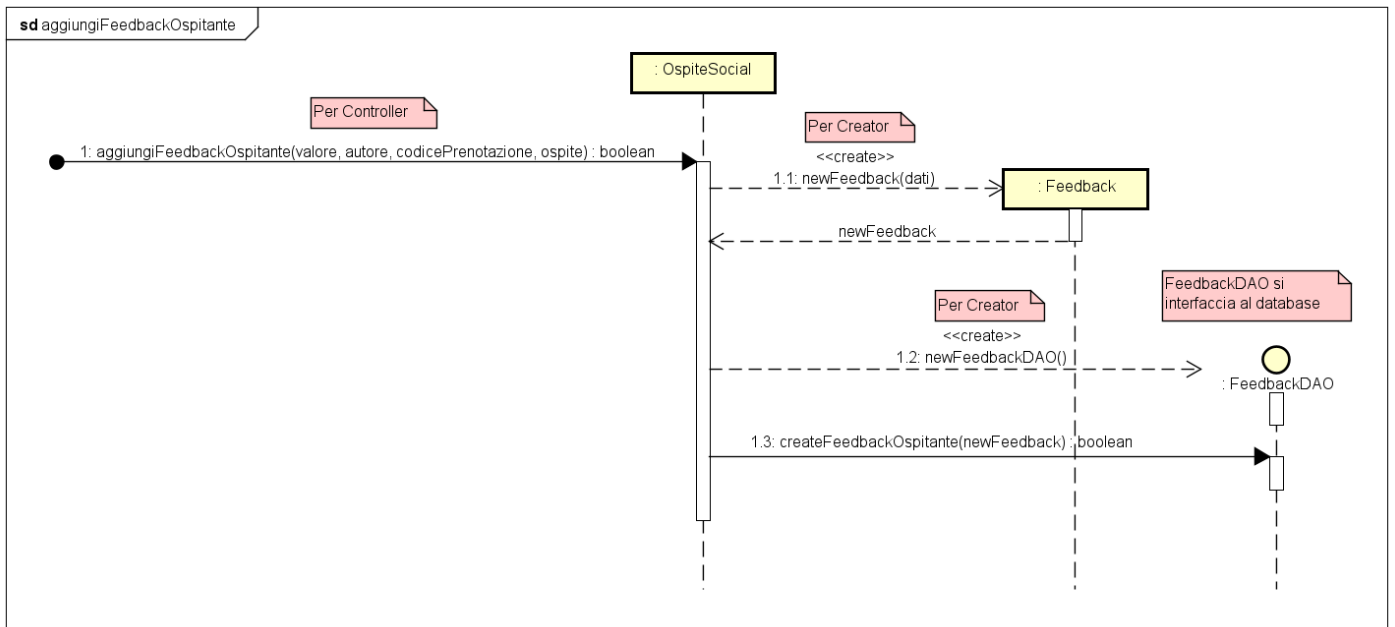 sd aggiungiFeedbackOspitante
: OspiteSocial
Per Controller
1: aggiungiFeedbackOspitante(valore, autore, codicePrenotazione, ospite) : boolean
Per Creator
<<create>>
1.1: newFeedback(dati)
: Feedback
newFeedback
FeedbackDAO si
interfaccia al database
Per Creator
<<create>>
1.2: newFeedbackDAO()
: FeedbackDAO
1.3: createFeedbackOspitante(newFeedback) : boolean